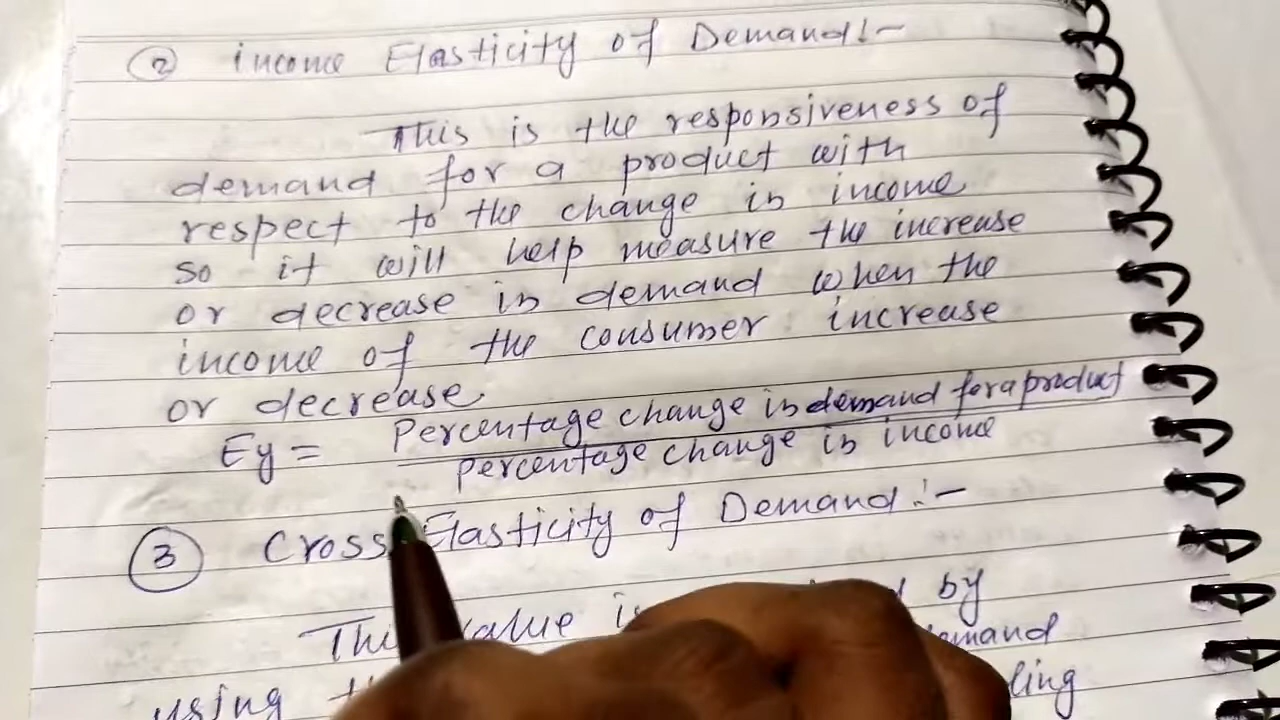 ② income Elasticity of Demand:-
This is the responsiveness of
demand for a product with
respect to the change in income
so it will help measure the increase
or decrease in demand when the
income of the consumer increase
or decrease.
Ey = Percentage change in demand for a product
percentage change in income
③ Cross Elasticity of Demand :-
by
using